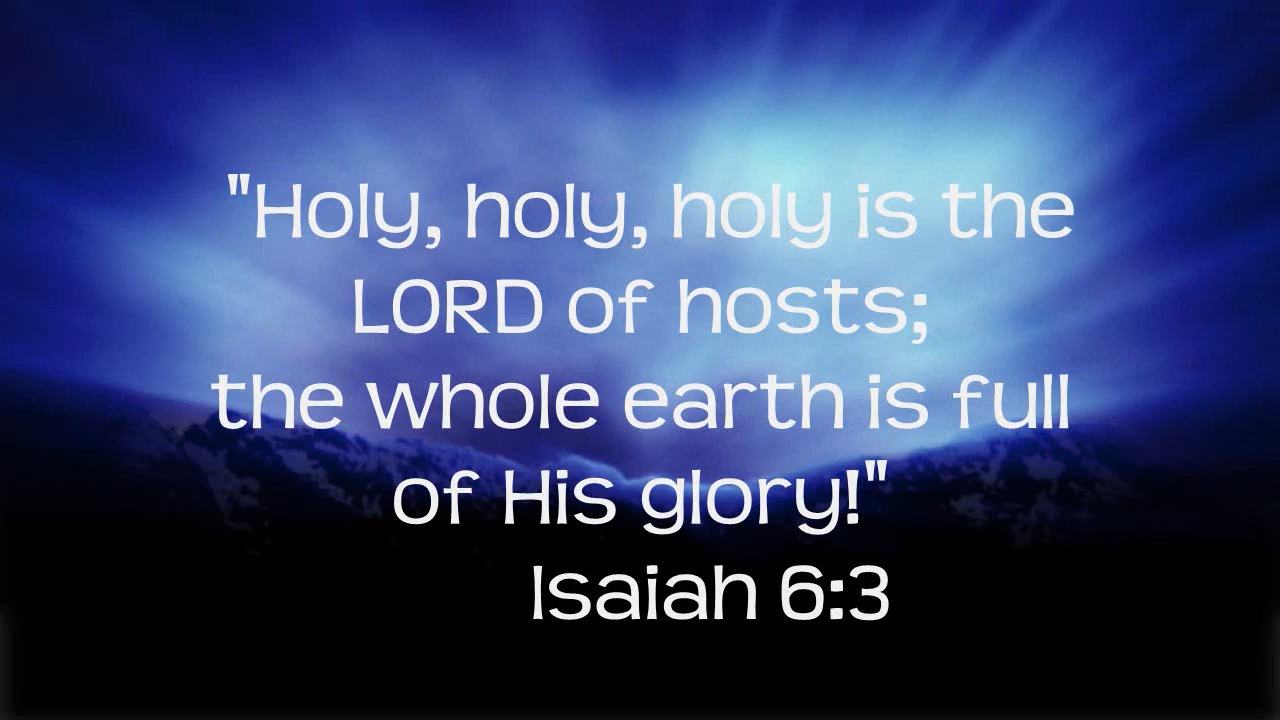 "Holy, holy, holy is the
LORD of hosts;
the whole earth is full
of His glory!"
Isaiah 6:3